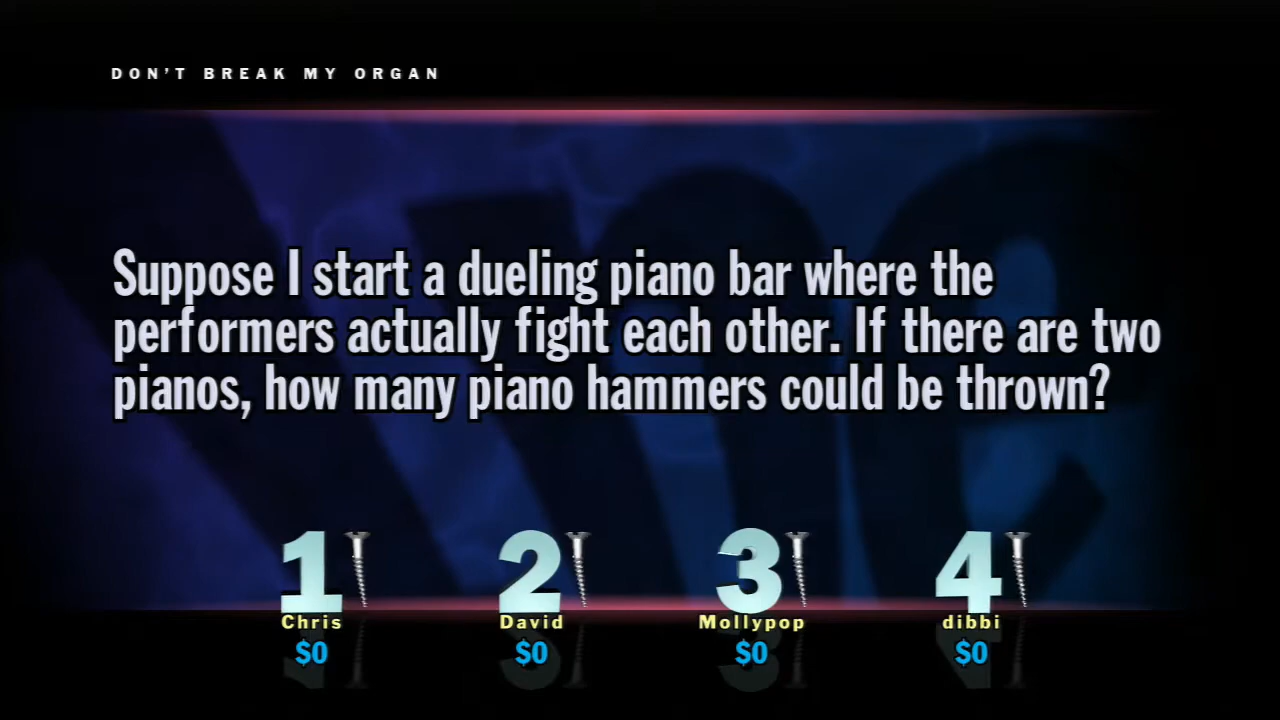 DON'T BREAK MY ORGAN
Suppose I start a dueling piano bar where the
performers actually fight each other. If there are two
pianos, how many piano hammers could be thrown?
1 2 3 4
Chris David Mollypop dibbi
$0 $0 $0 $0